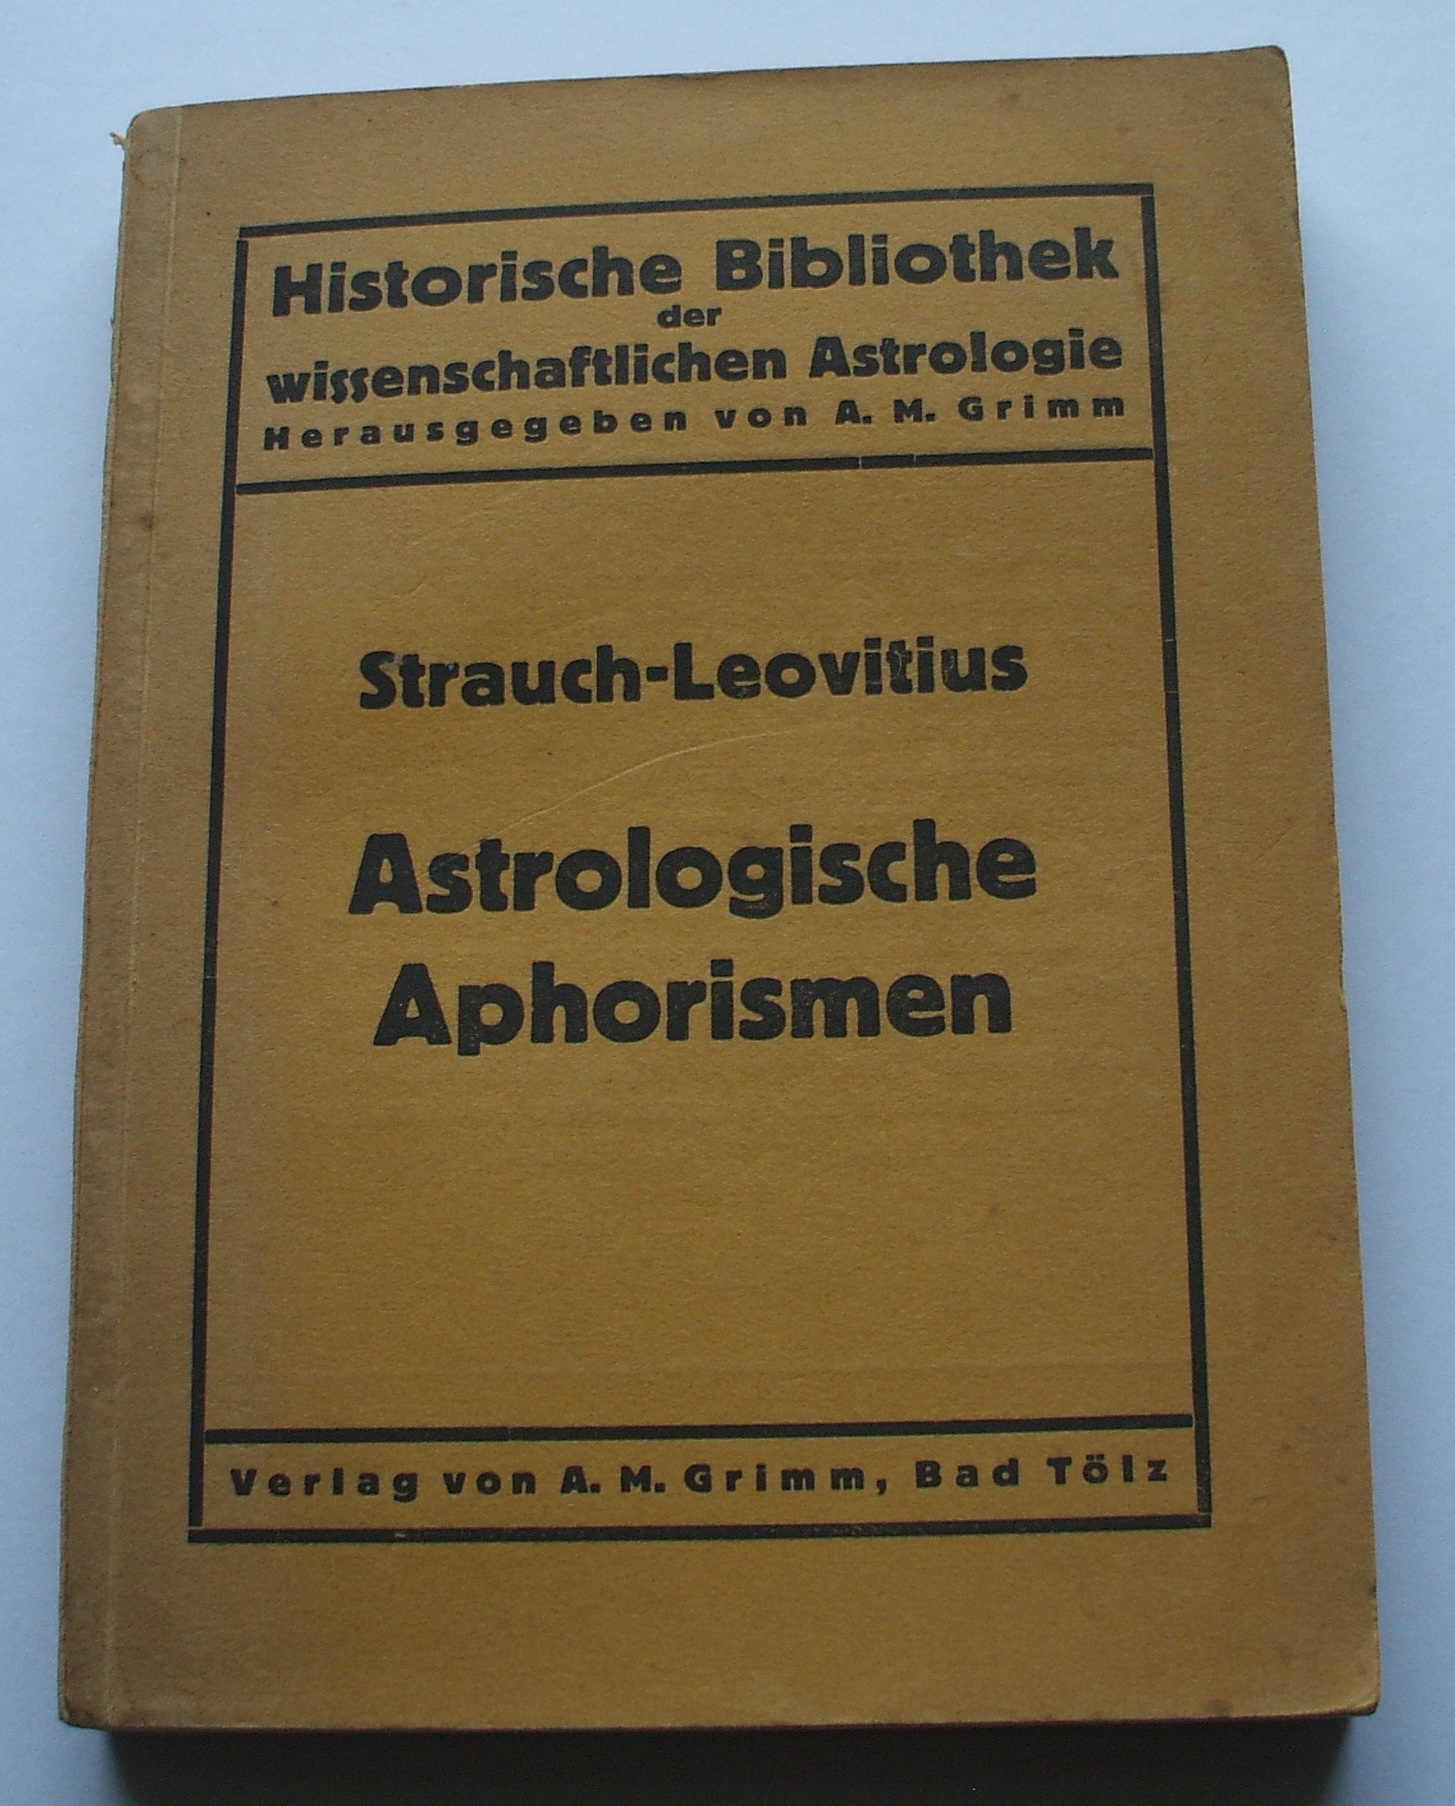 Historische Bibliothek
der
wissenschaftlichen Astrologie
Herausgegeben von A. M. Grimm
Strauch-Leovitius
Astrologische
Aphorismen
Verlag von A. M. Grimm, Bad Tölz